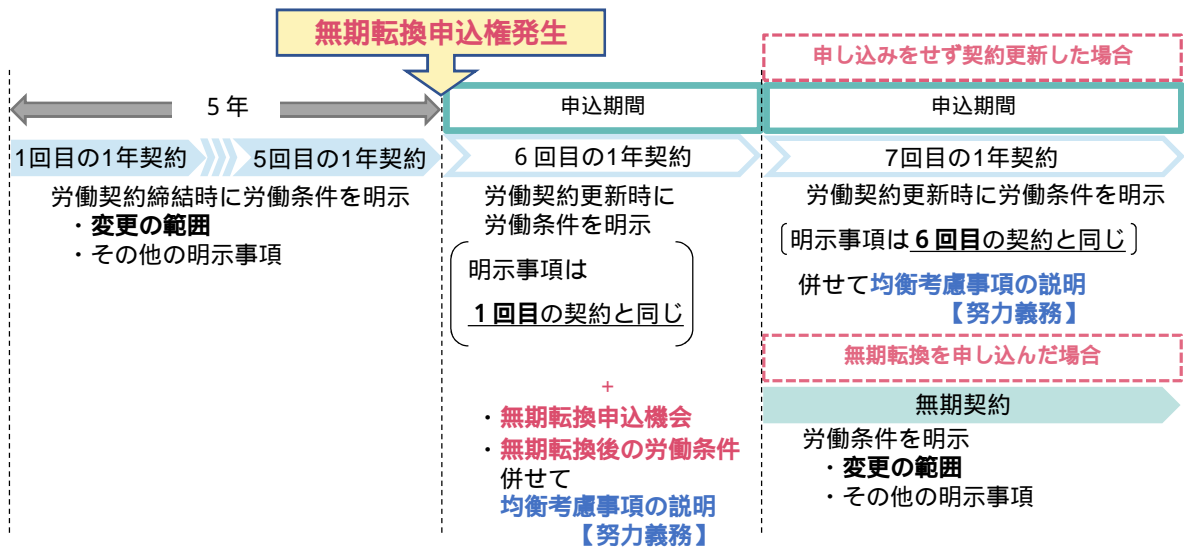 無期転換申込権発生
5年
1回目の1年契約
5回目の1年契約
労働契約締結時に労働条件を明示
・変更の範囲
・その他の明示事項
申込期間
6回目の1年契約
労働契約更新時に
労働条件を明示
明示事項は
1回目の契約と同じ
+
・無期転換申込機会
・無期転換後の労働条件
併せて
均衡考慮事項の説明
【努力義務】
申し込みをせず契約更新した場合
申込期間
7回目の1年契約
労働契約更新時に労働条件を明示
〔明示事項は6回目の契約と同じ〕
併せて均衡考慮事項の説明
【努力義務】
無期転換を申し込んだ場合
無期契約
労働条件を明示
・変更の範囲
・その他の明示事項